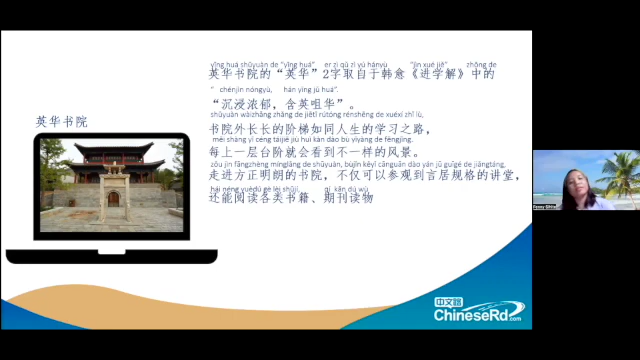 yīng huá shūyuàn de "yīng huá" er zì qǔ zì yú hányù "jìn xué jiě" zhōng de
英华书院的“英华”2字取自于韩愈《进学解》中的
" chénjìn nóngyù, hán yīng jǔ huá".
“沉浸浓郁，含英咀华”。
shūyuàn wàizhǎng zhǎng de jiētī rútóng rénshēng de xuéxí zhī lù,
书院外长长的阶梯如同人生的学习之路，
měi shàng yī céng táijiē jiù huì kàn dào bù yīyàng de fēngjǐng.
每上一层台阶就会看到不一样的风景。
zǒu jìn fāngzhèng mínglǎng de shūyuàn, bùjǐn kěyǐ cānguān dào yán jū guīgé de jiǎngtáng,
走进方正明朗的书院，不仅可以参观到言居规格的讲堂，
hái néng yuèdú gè lèi shūjí, qí kān dú wù
还能阅读各类书籍、期刊读物
英华书院
中文路
ChineseRd.com